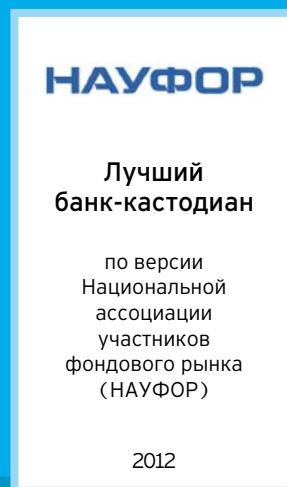 НАУФОР
Лучший
банк-кастодиан
по версии
Национальной
ассоциации
участников
фондового рынка
(НАУФОР)
2012